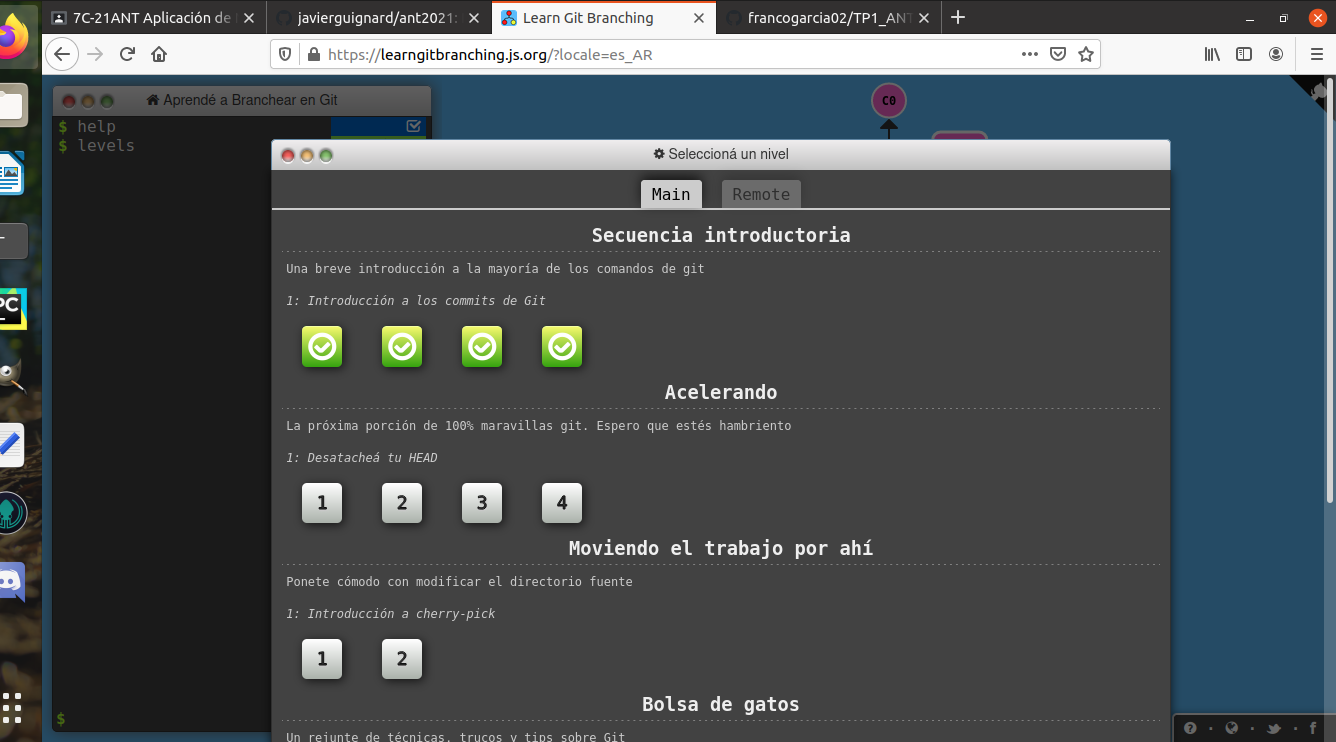 7C-21ANT Aplicación de
javierguignard/ant2021:
Learn Git Branching
francogarcia02/TP1_ANT
https://learngitbranching.js.org/?locale=es_AR
Aprendé a Branchear en Git
C0
$ help
$ levels
Seleccioná un nivel
Main Remote
Secuencia introductoria
Una breve introducción a la mayoría de los comandos de git
1: Introducción a los commits de Git
Acelerando
La próxima porción de 100% maravillas git. Espero que estés hambriento
1: Desatacheá tu HEAD
1 2 3 4
Moviendo el trabajo por ahí
Ponete cómodo con modificar el directorio fuente
1: Introducción a cherry-pick
1 2
Bolsa de gatos
$
Un rejunte de técnicas, trucos y tips sobre Git
PC